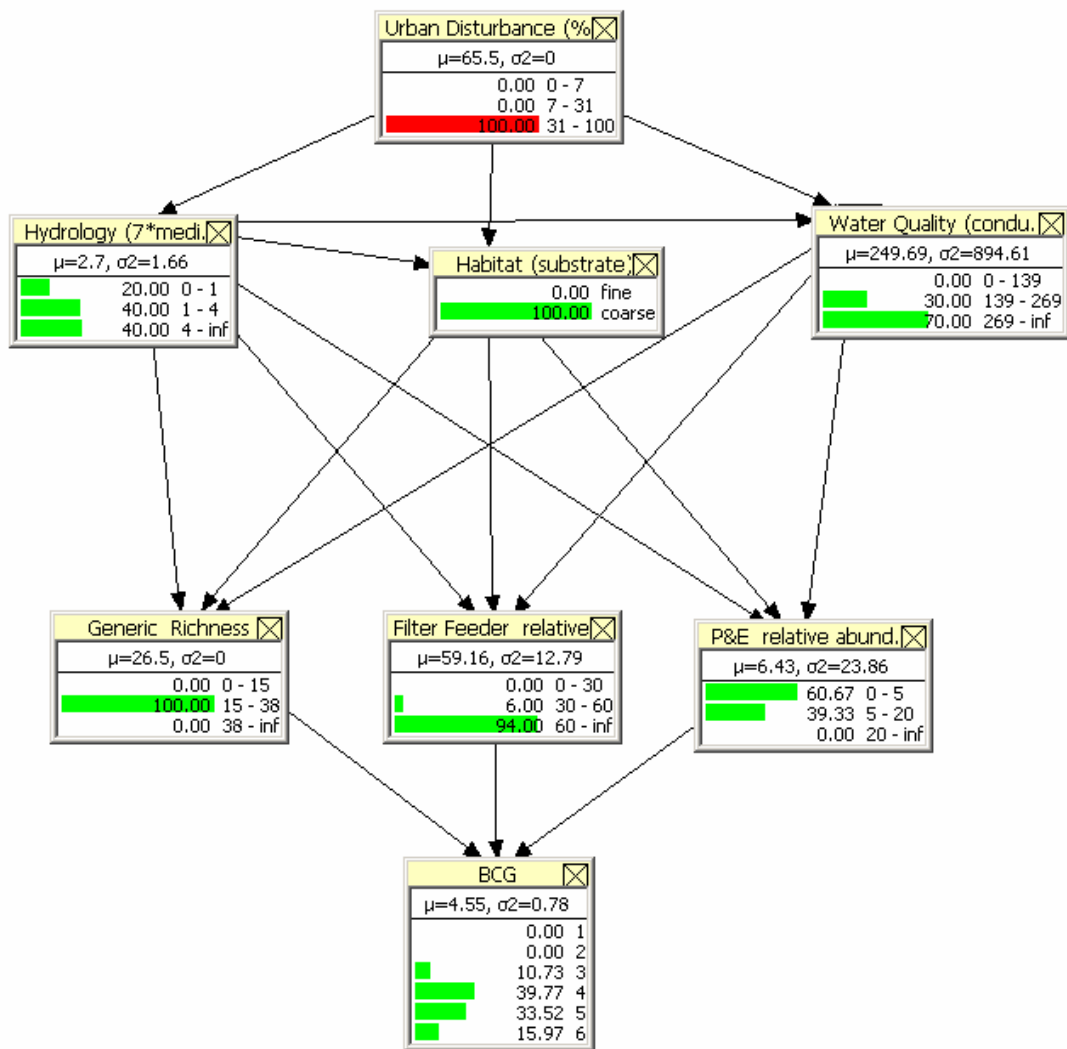 Urban Disturbance (%
μ=65.5, σ2=0
0.00 0 - 7
0.00 7 - 31
100.00 31 - 100
Hydrology (7*medi.
μ=2.7, σ2=1.66
20.00 0 - 1
40.00 1 - 4
40.00 4 - inf
Habitat (substrate)
0.00 fine
100.00 coarse
Water Quality (condu.
μ=249.69, σ2=894.61
0.00 0 - 139
30.00 139 - 269
70.00 269 - inf
Generic Richness
μ=26.5, σ2=0
0.00 0 - 15
100.00 15 - 38
0.00 38 - inf
Filter Feeder relative
μ=59.16, σ2=12.79
0.00 0 - 30
6.00 30 - 60
94.00 60 - inf
P&E relative abund.
μ=6.43, σ2=23.86
60.67 0 - 5
39.33 5 - 20
0.00 20 - inf
BCG
μ=4.55, σ2=0.78
0.00 1
0.00 2
10.73 3
39.77 4
33.52 5
15.97 6